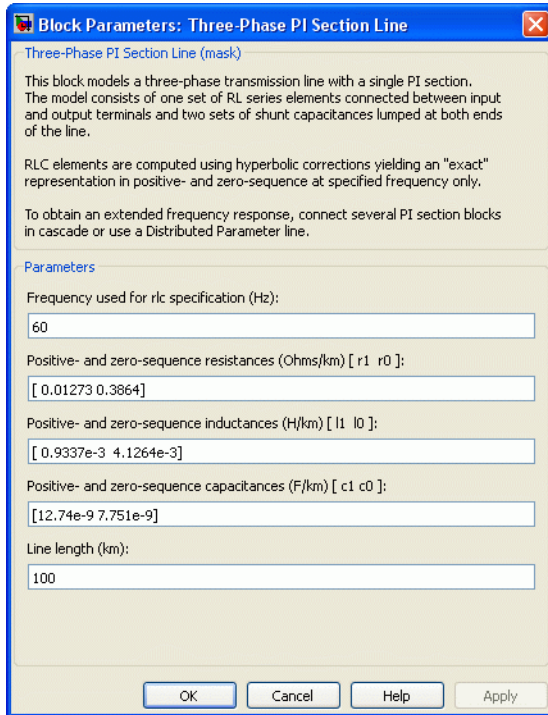 Block Parameters: Three-Phase PI Section Line
Three-Phase PI Section Line (mask)
This block models a three-phase transmission line with a single PI section.
The model consists of one set of RL series elements connected between input
and output terminals and two sets of shunt capacitances lumped at both ends
of the line.
RLC elements are computed using hyperbolic corrections yielding an "exact"
representation in positive- and zero-sequence at specified frequency only.
To obtain an extended frequency response, connect several PI section blocks
in cascade or use a Distributed Parameter line.
Parameters
Frequency used for rlc specification (Hz):
60
Positive- and zero-sequence resistances (Ohms/km) [ r1  r0 ]:
[ 0.01273 0.3864]
Positive- and zero-sequence inductances (H/km) [ l1  l0 ]:
[ 0.9337e-3  4.1264e-3]
Positive- and zero-sequence capacitances (F/km) [ c1 c0 ]:
[12.74e-9 7.751e-9]
Line length (km):
100
OK
Cancel
Help
Apply